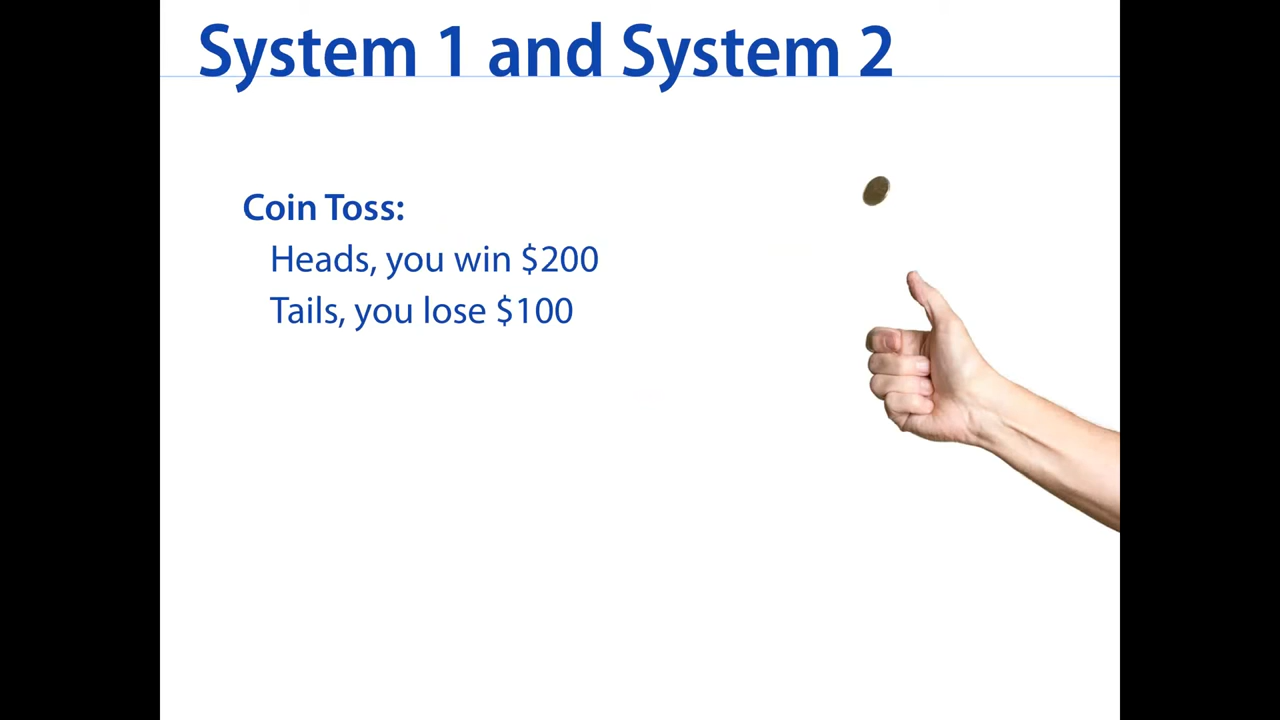 System 1 and System 2
Coin Toss:
Heads, you win $200
Tails, you lose $100